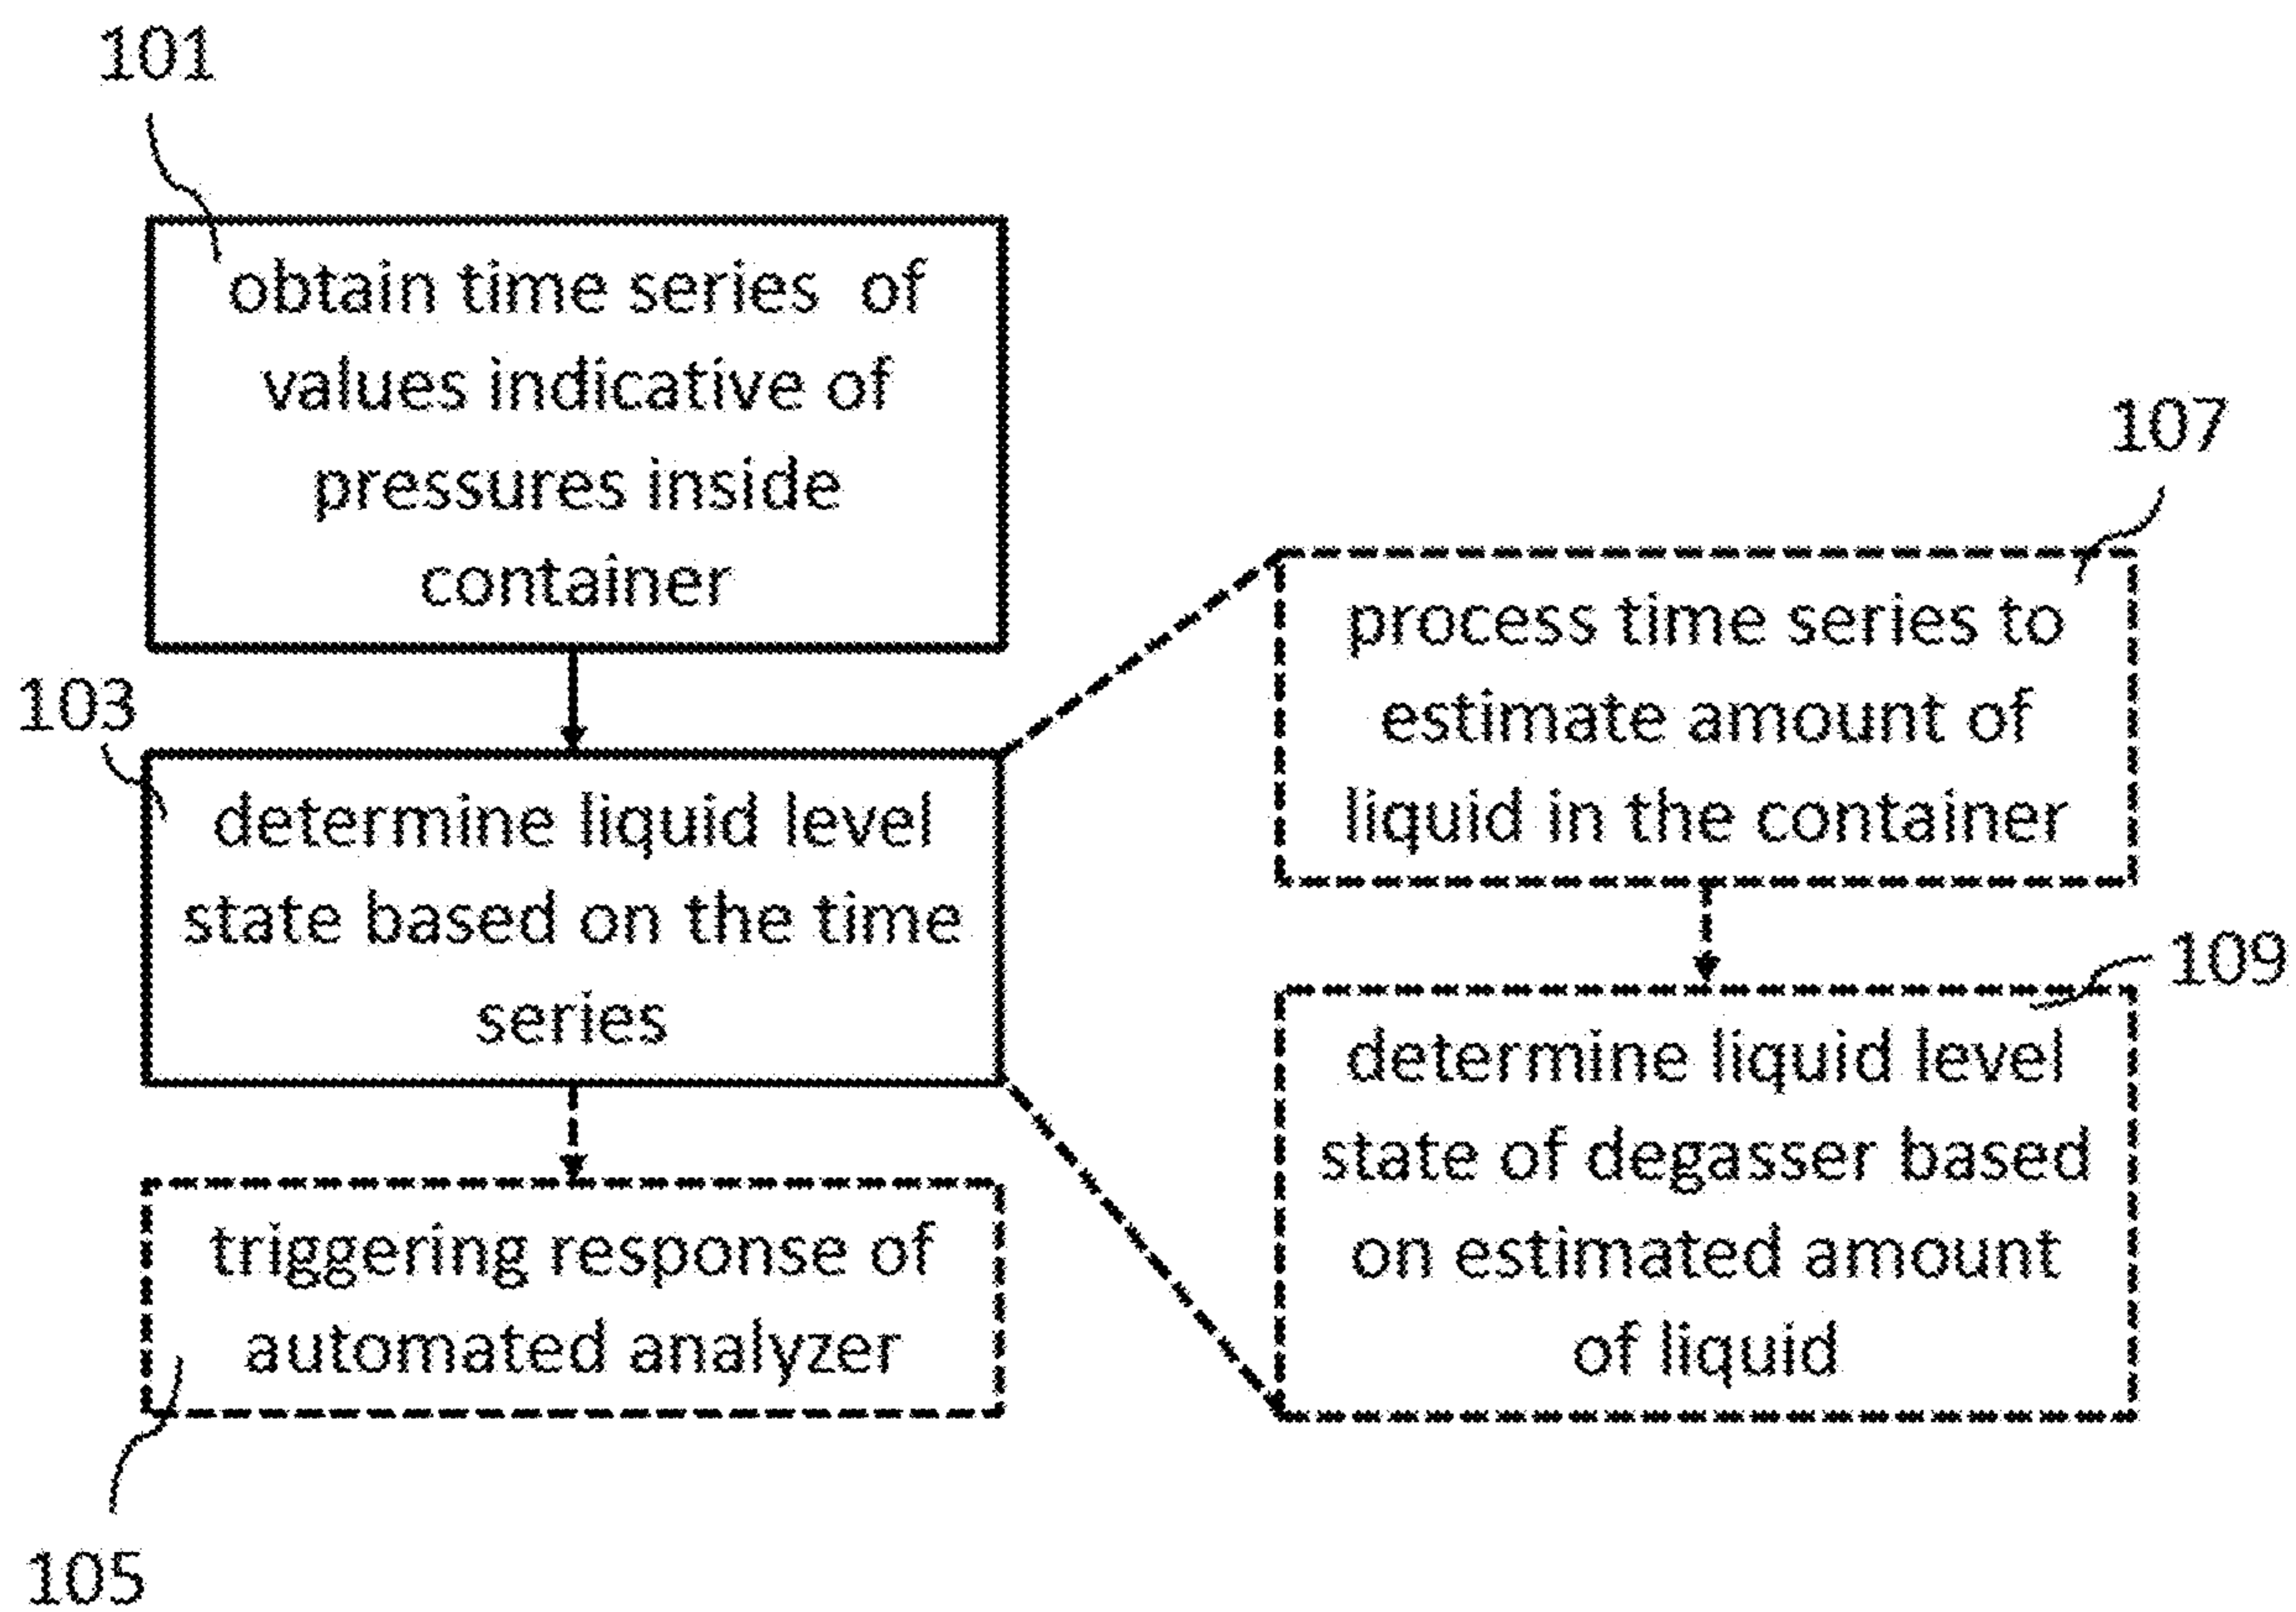 101
obtain time series of
values indicative of
pressures inside
container
103
determine liquid level
state based on the time
series
triggering response of
automated analyzer
105
107
process time series to
estimate amount of
liquid in the container
109
determine liquid level
state of degasser based
on estimated amount
of liquid